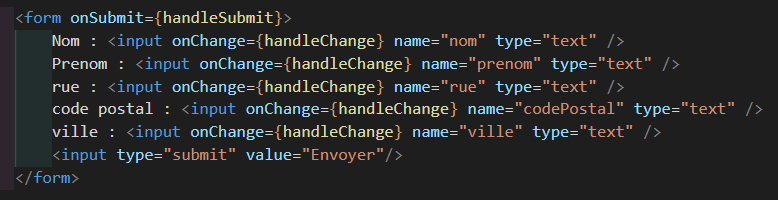 <form onSubmit={handleSubmit}>
Nom : <input onChange={handleChange} name="nom" type="text" />
Prenom : <input onChange={handleChange} name="prenom" type="text" />
rue : <input onChange={handleChange} name="rue" type="text" />
code postal : <input onChange={handleChange} name="codePostal" type="text" />
ville : <input onChange={handleChange} name="ville" type="text" />
<input type="submit" value="Envoyer"/>
</form>